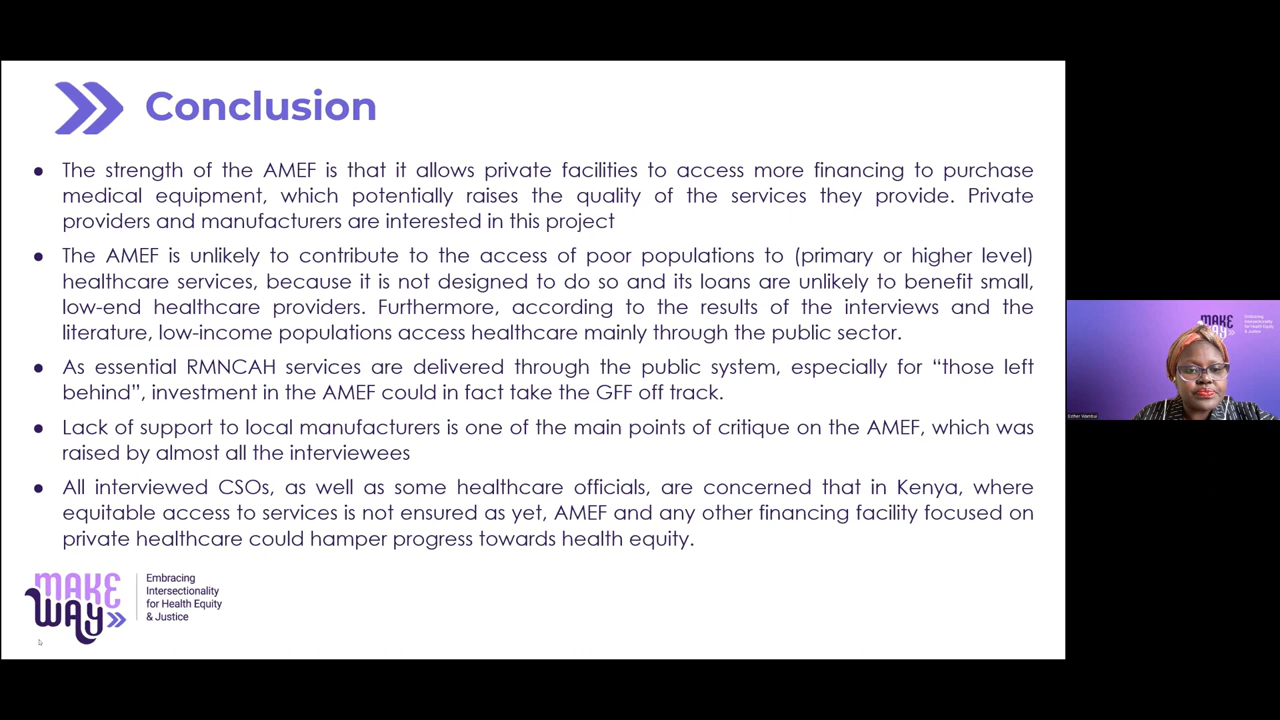 Conclusion
● The strength of the AMEF is that it allows private facilities to access more financing to purchase
medical equipment, which potentially raises the quality of the services they provide. Private
providers and manufacturers are interested in this project
● The AMEF is unlikely to contribute to the access of poor populations to (primary or higher level)
healthcare services, because it is not designed to do so and its loans are unlikely to benefit small,
low-end healthcare providers. Furthermore, according to the results of the interviews and the
literature, low-income populations access healthcare mainly through the public sector.
● As essential RMNCAH services are delivered through the public system, especially for “those left
behind”, investment in the AMEF could in fact take the GFF off track.
● Lack of support to local manufacturers is one of the main points of critique on the AMEF, which was
raised by almost all the interviewees
● All interviewed CSOs, as well as some healthcare officials, are concerned that in Kenya, where
equitable access to services is not ensured as yet, AMEF and any other financing facility focused on
private healthcare could hamper progress towards health equity.
MAKE
WAY
Embracing
Intersectionality
for Health Equity
& Justice
MAKE
WAY
Embracing
Intersectionality
for Health Equity
& Justice
Esther Wambui